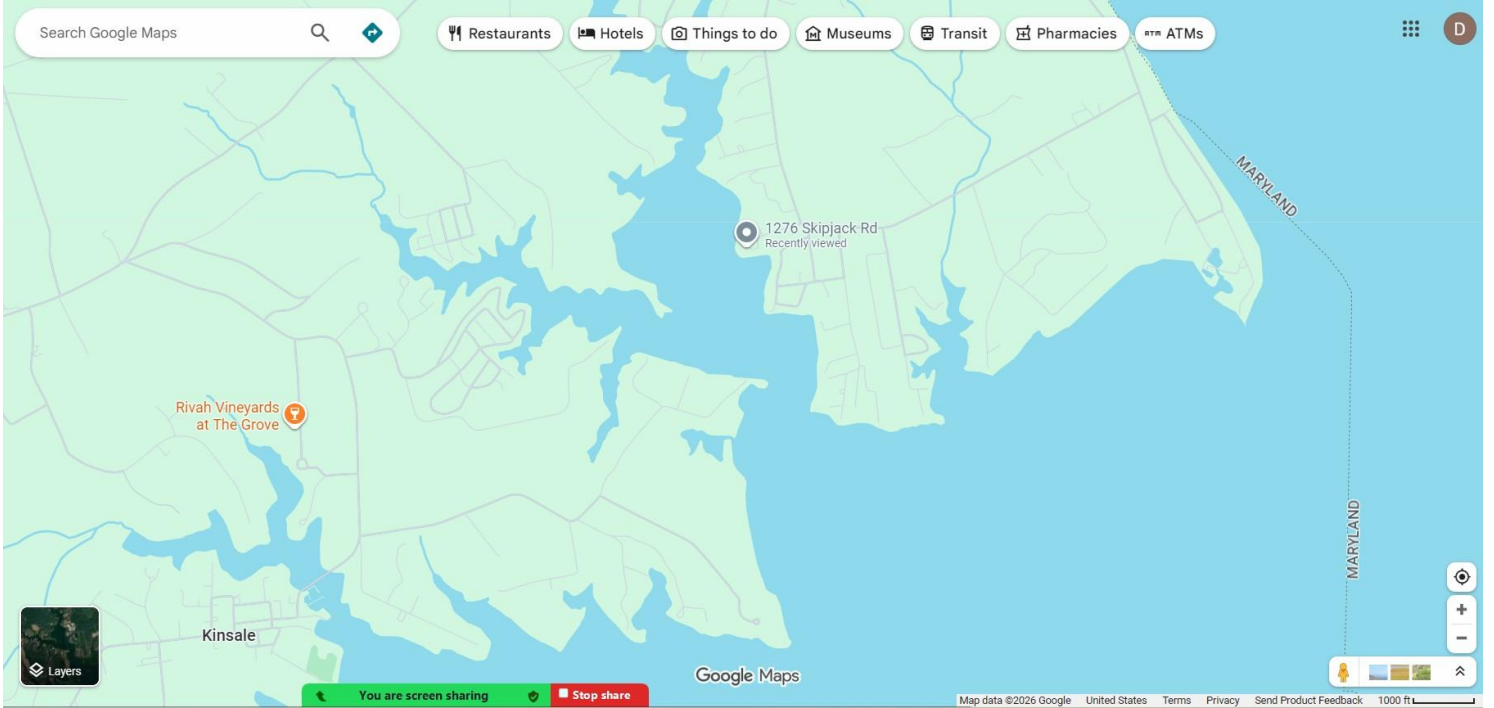 Search Google Maps
Restaurants
Hotels
Things to do
Museums
Transit
Pharmacies
ATM ATMs
D
MARYLAND
1276 Skipjack Rd
Recently viewed
Rivah Vineyards
at The Grove
MARYLAND
Kinsale
Layers
Google Maps
You are screen sharing
Stop share
Map data ©2026 Google United States Terms Privacy Send Product Feedback 1000 ft